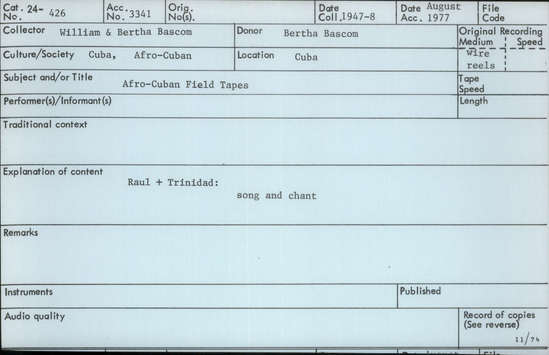 Cat. 24- No. 426 Acc. No. 3341 Orig. No(s). Date Coll. 1947-8 Date August Acc. 1977 File Code
Collector William & Bertha Bascom Donor Bertha Bascom Original Recording
Medium Speed
Culture/Society Cuba, Afro-Cuban Location Cuba Wire
reels
Subject and/or Title Afro-Cuban Field Tapes Tape Speed
Performer(s)/Informant(s) Length
Traditional context
Explanation of content
Raul + Trinidad:
song and chant
Remarks
Instruments Published
Audio quality Record of copies
(See reverse)
11/74